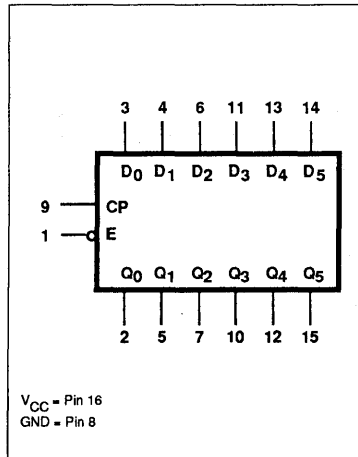 3 4 6 11 13 14
D0 D1 D2 D3 D4 D5
9 CP
1 E
Q0 Q1 Q2 Q3 Q4 Q5
2 5 7 10 12 15
VCC = Pin 16
GND = Pin 8